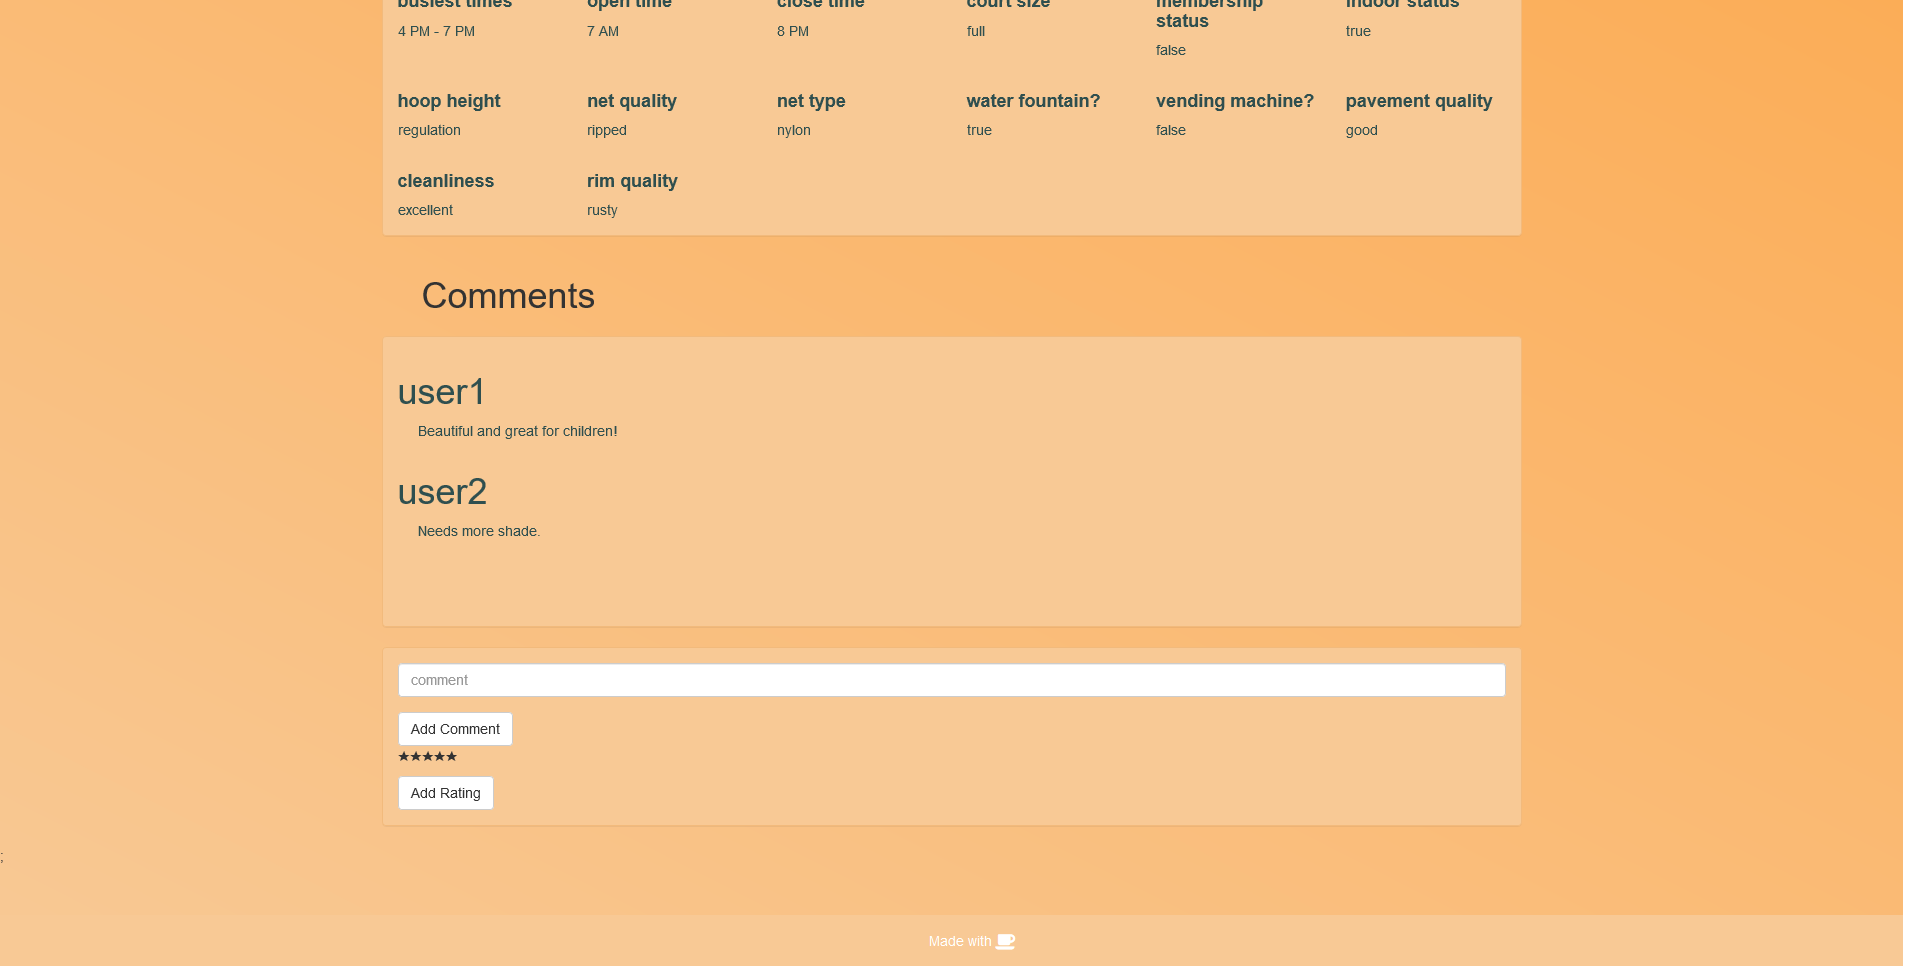 busiest times open time close time court size membership indoor status
status
4 PM - 7 PM 7 AM 8 PM full true
false
hoop height net quality net type water fountain? vending machine? pavement quality
regulation ripped nylon true false good
cleanliness rim quality
excellent rusty
Comments
user1
Beautiful and great for children!
user2
Needs more shade.
comment
Add Comment
★★★★★
Add Rating
;
Made with